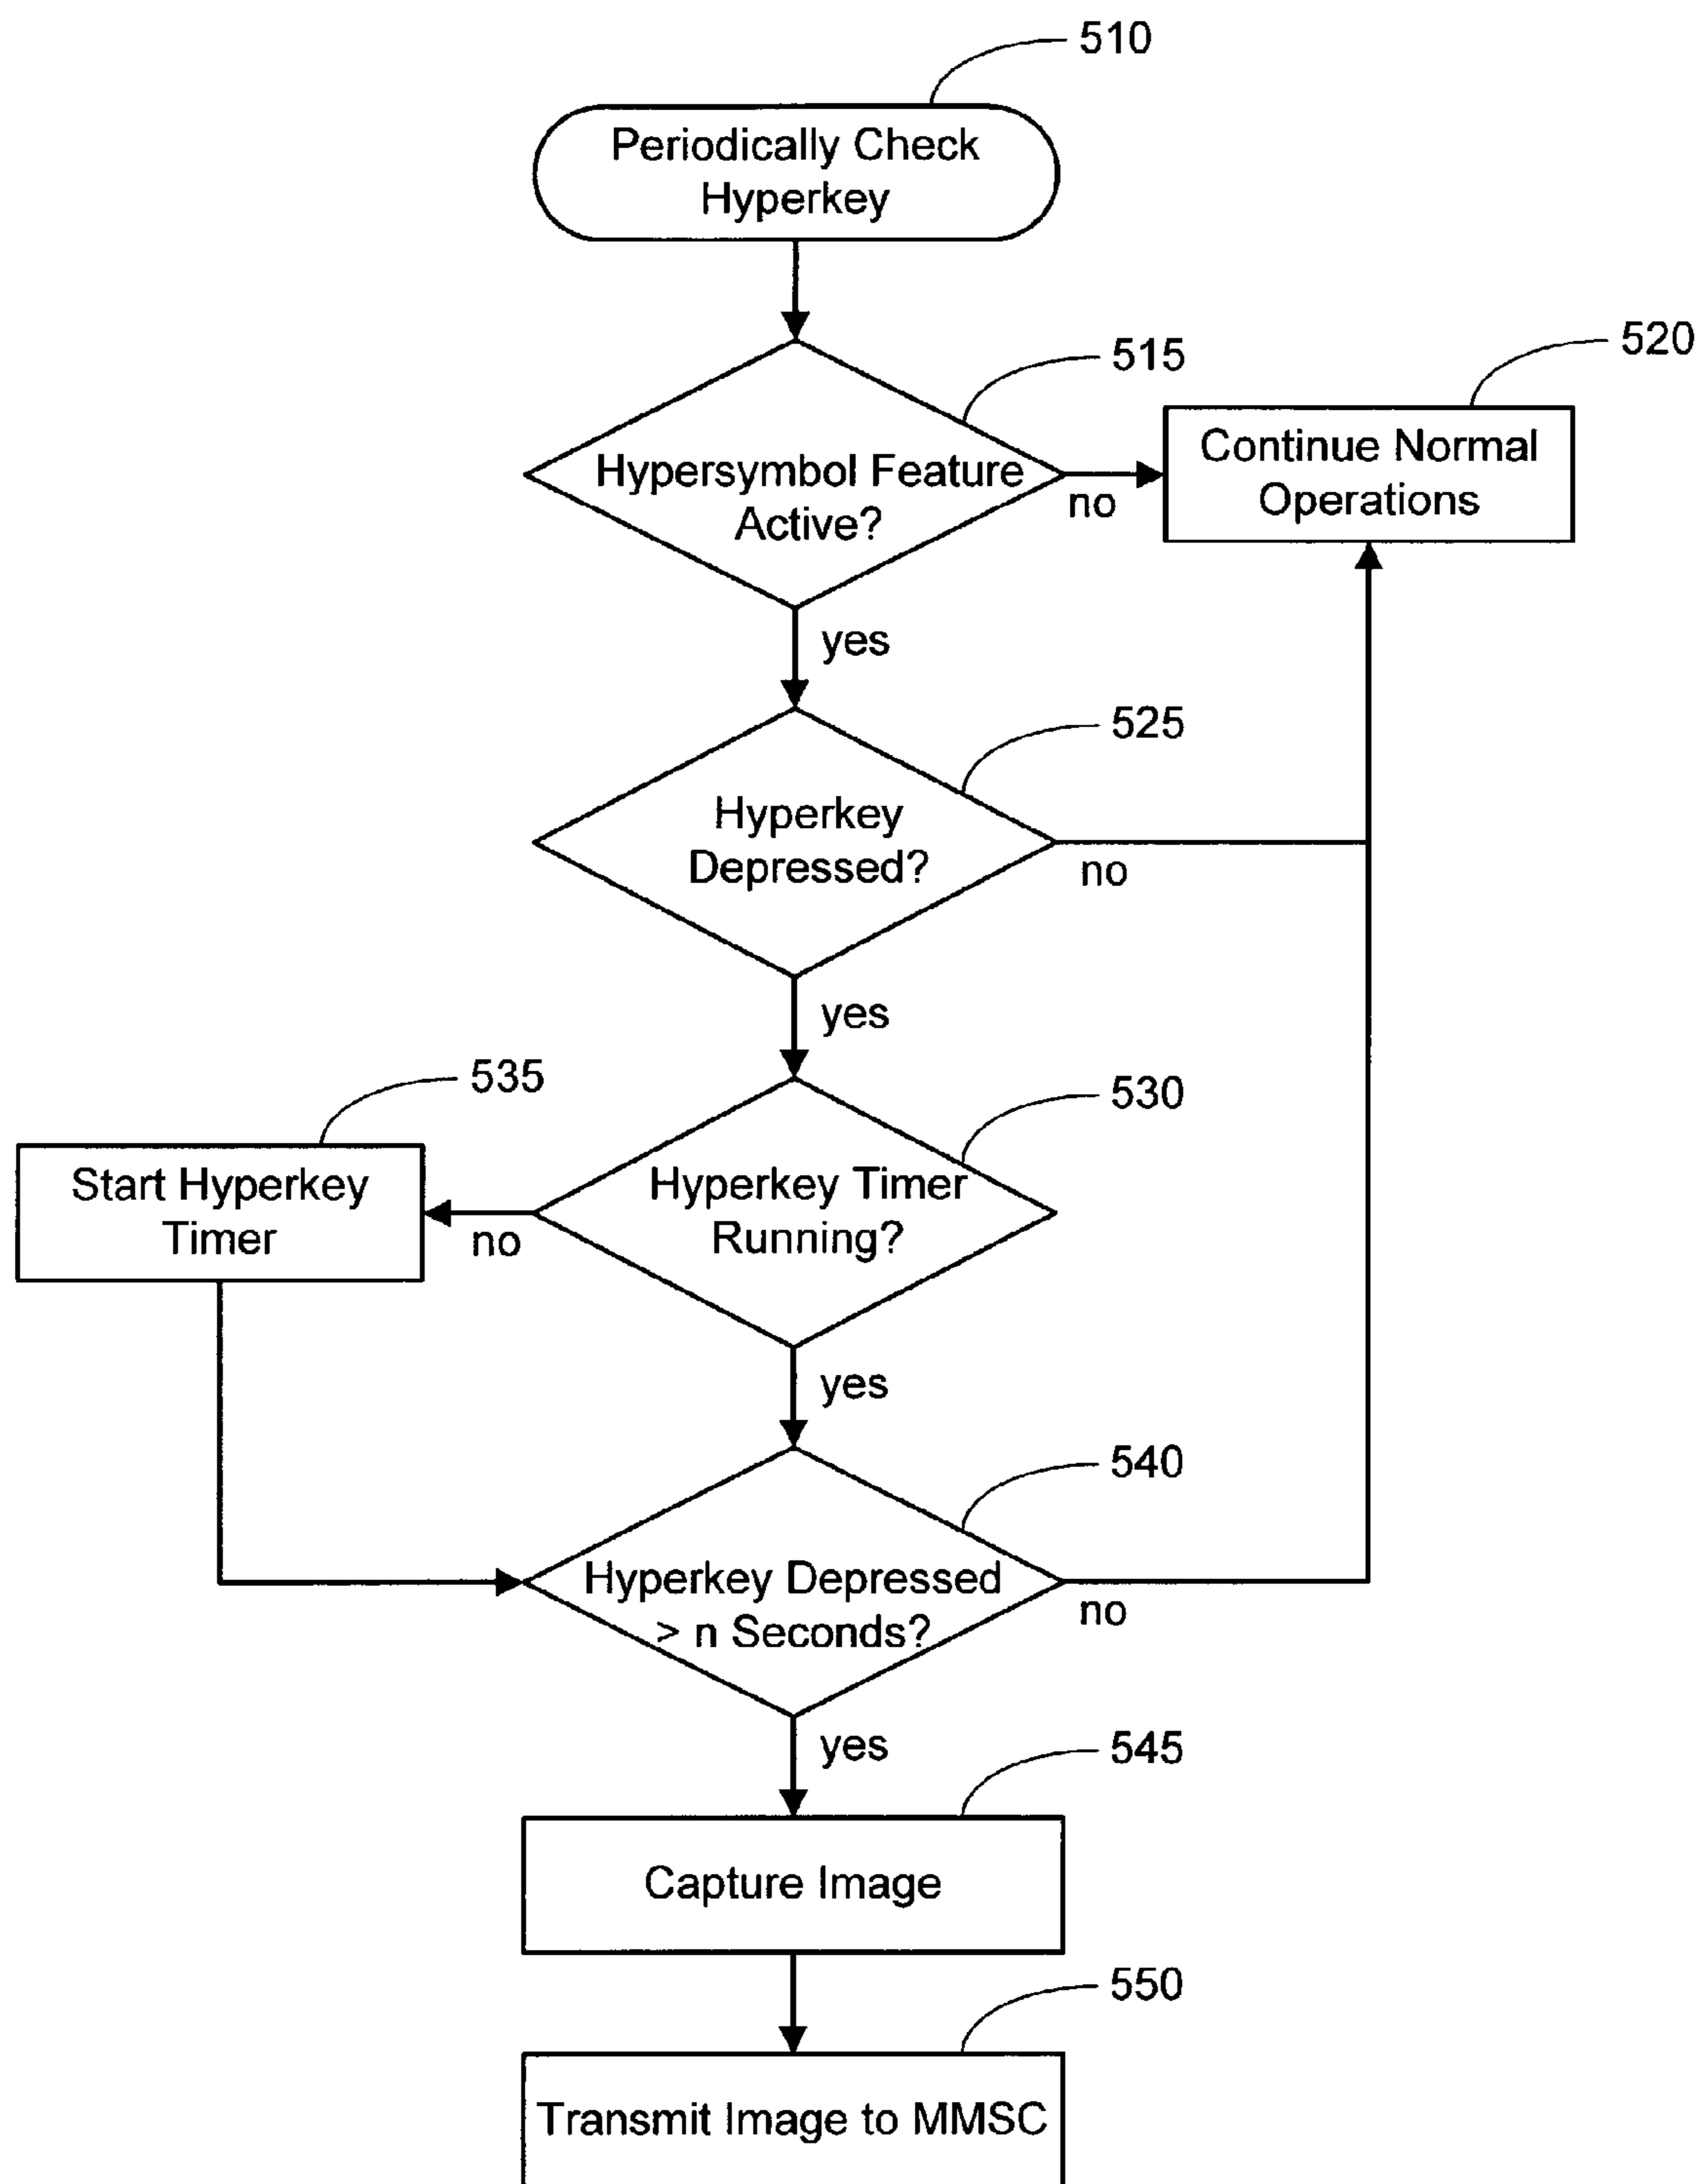 510
Periodically Check
Hyperkey
515
520
Hypersymbol Feature
Active?
no
Continue Normal
Operations
yes
525
Hyperkey
Depressed?
no
yes
535
530
Start Hyperkey
Timer
no
Hyperkey Timer
Running?
yes
540
Hyperkey Depressed
> n Seconds?
no
yes
545
Capture Image
550
Transmit Image to MMSC